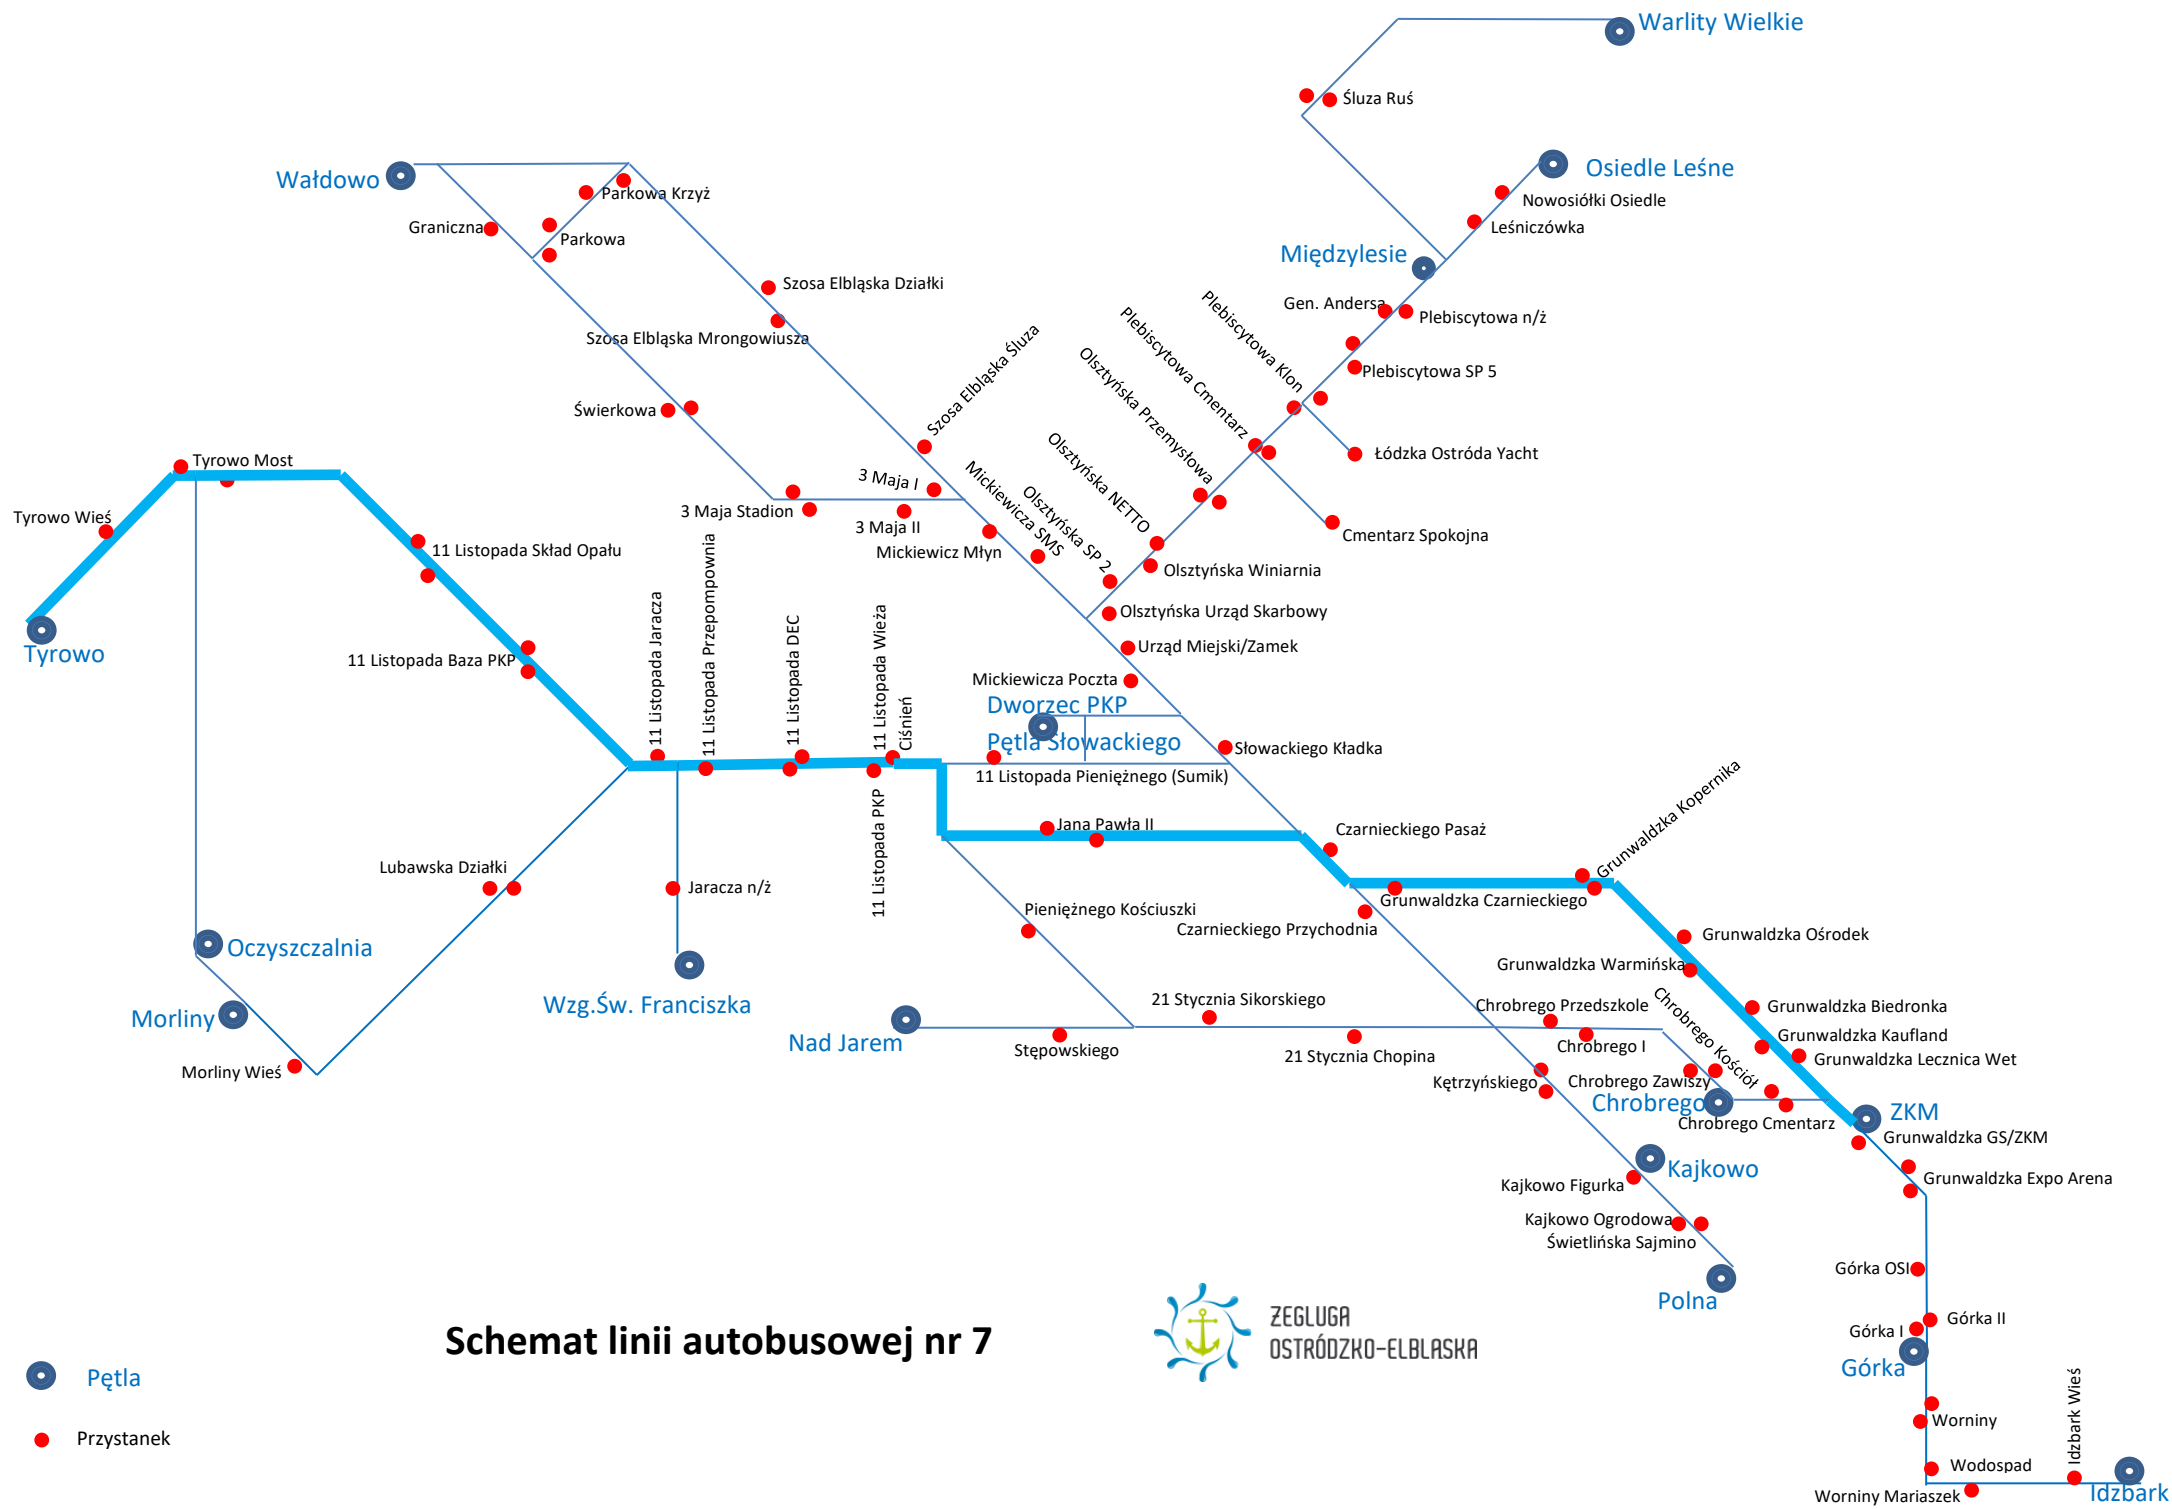 Warlity Wielkie
Śluza Ruś
Wałdowo
Parkowa Krzyż
Graniczna
Parkowa
Osiedle Leśne
Nowosiółki Osiedle
Leśniczówka
Międzylesie
Gen. Andersa
Plebiscytowa n/ż
Szosa Elbląska Działki
Szosa Elbląska Mrongowiusza
Szosa Elbląska Śluza
Plebiscytowa Klon
Plebiscytowa Cmentarz
Olsztyńska Przemysłowa
Plebiscytowa SP 5
Świerkowa
Olsztyńska NETTO
Łódzka Ostróda Yacht
Tyrowo Most
Tyrowo Wieś
3 Maja I
3 Maja Stadion
3 Maja II
Mickiewicza SMS
Olsztyńska SP 2
Mickiewicz Młyn
Cmentarz Spokojna
11 Listopada Skład Opału
Olsztyńska Winiarnia
Olsztyńska Urząd Skarbowy
Tyrowo
11 Listopada Baza PKP
11 Listopada Jaracza
11 Listopada Przepompownia
11 Listopada DEC
11 Listopada Wieża
Ciśnień
Urząd Miejski/Zamek
Mickiewicza Poczta
Dworzec PKP
Pętla Słowackiego
Słowackiego Kładka
11 Listopada Pieniężnego (Sumik)
11 Listopada PKP
Jana Pawła II
Czarnieckiego Pasaż
Grunwaldzka Kopernika
Lubawska Działki
Jaracza n/ż
Grunwaldzka Czarnieckiego
Pieniężnego Kościuszki
Czarnieckiego Przychodnia
Grunwaldzka Ośrodek
Oczyszczalnia
Grunwaldzka Warmińska
Wzg.Św. Franciszka
Morliny
21 Stycznia Sikorskiego
Chrobrego Przedszkole
Chrobrego Kościół
Grunwaldzka Biedronka
Nad Jarem
Stępowskiego
21 Stycznia Chopina
Chrobrego I
Grunwaldzka Kaufland
Grunwaldzka Lecznica Wet
Morliny Wieś
Kętrzyńskiego
Chrobrego Zawiszy
Chrobrego
Chrobrego Cmentarz
ZKM
Grunwaldzka GS/ZKM
Kajkowo
Kajkowo Figurka
Grunwaldzka Expo Arena
Kajkowo Ogrodowa
Świetlińska Sajmino
Górka OSI
Polna
Schemat linii autobusowej nr 7
ŻEGLUGA
OSTRÓDZKO-ELBLASKA
Górka II
Górka I
Górka
Pętla
Przystanek
Worniny
Idzbark Wieś
Wodospad
Worniny Mariaszek
Idzbark